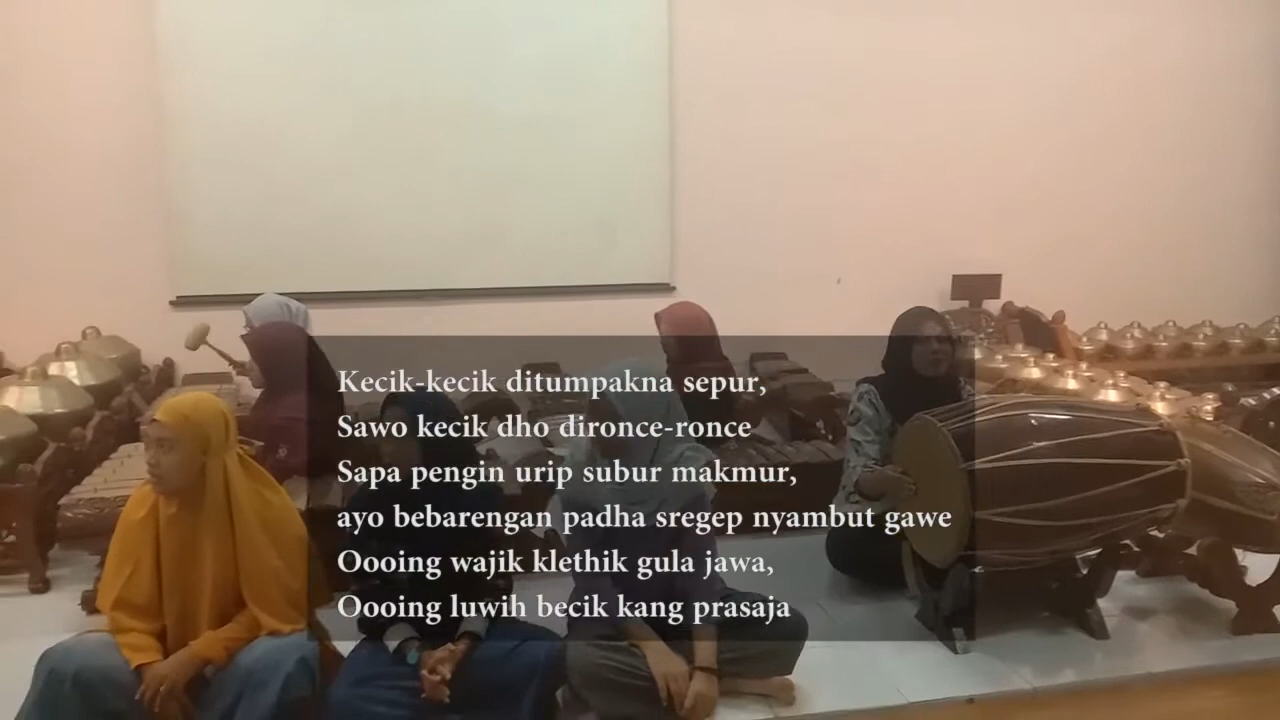 Kecik-kecik ditumpakna sepur,
Sawo kecik dho dironce-ronce
Sapa pengin urip subur makmur,
ayo bebarengan padha sregep nyambut gawe
Oooing wajik klethik gula jawa,
Oooing luwih becik kang prasaja